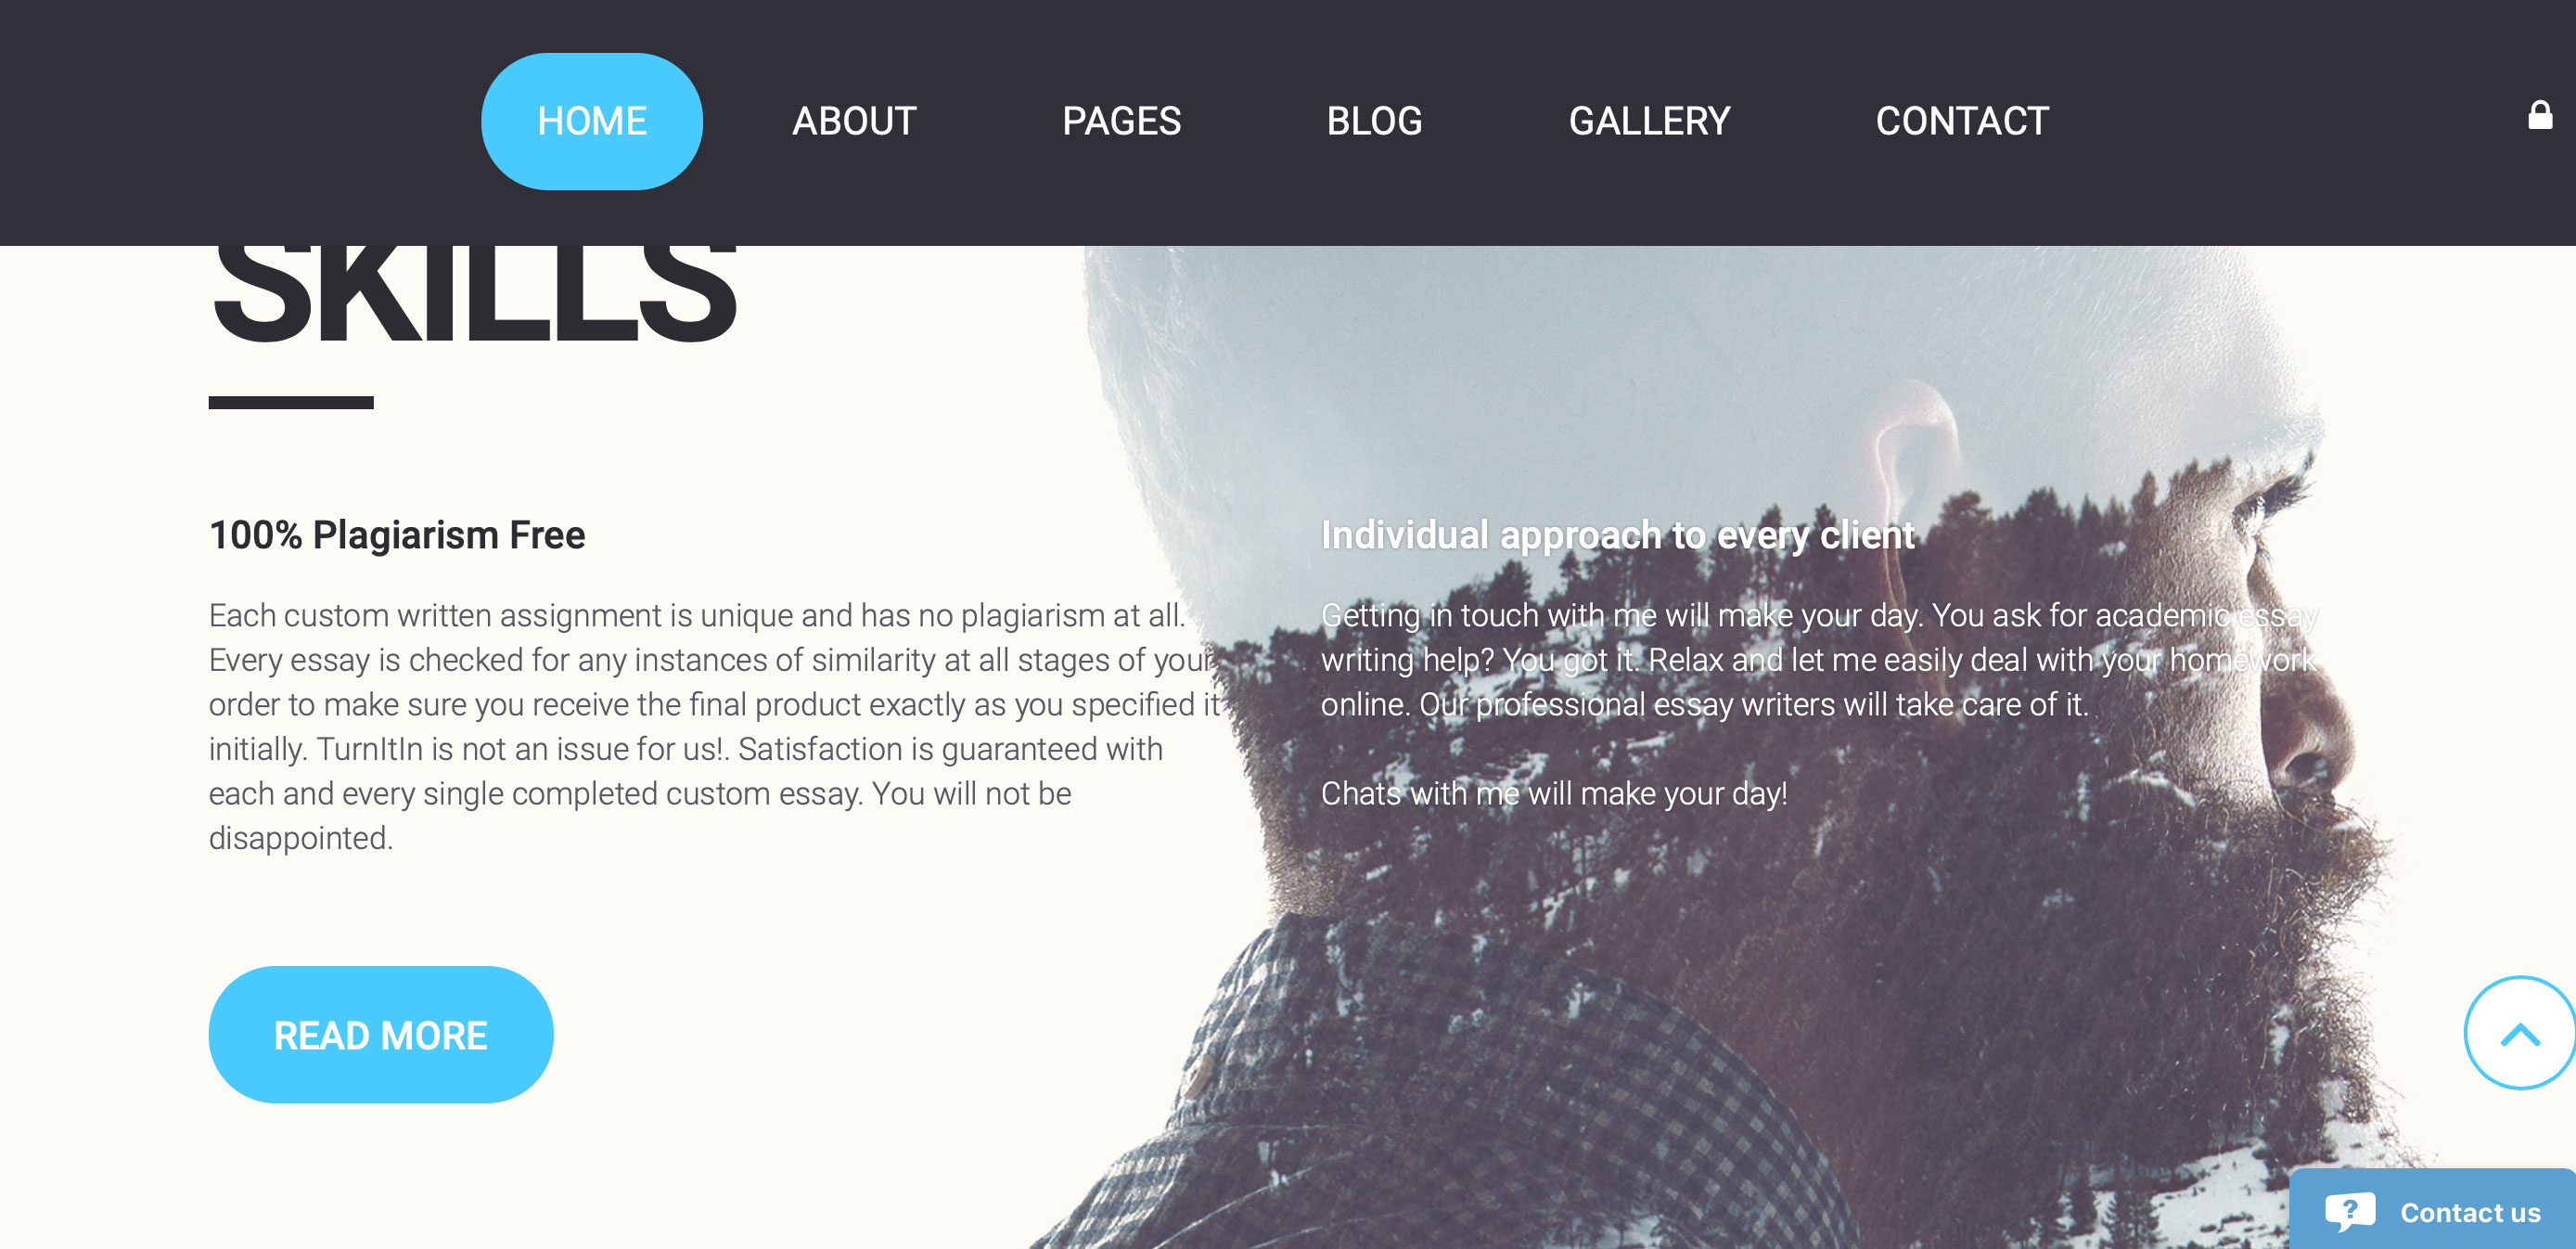 HOME ABOUT PAGES BLOG GALLERY CONTACT
SKILLS
100% Plagiarism Free
Each custom written assignment is unique and has no plagiarism at all.
Every essay is checked for any instances of similarity at all stages of your
order to make sure you receive the final product exactly as you specified it
initially. TurnItIn is not an issue for us!. Satisfaction is guaranteed with
each and every single completed custom essay. You will not be
disappointed.
READ MORE
Individual approach to every client
Getting in touch with me will make your day. You ask for academic essay
writing help? You got it. Relax and let me easily deal with your homework
online. Our professional essay writers will take care of it.
Chats with me will make your day!
Contact us